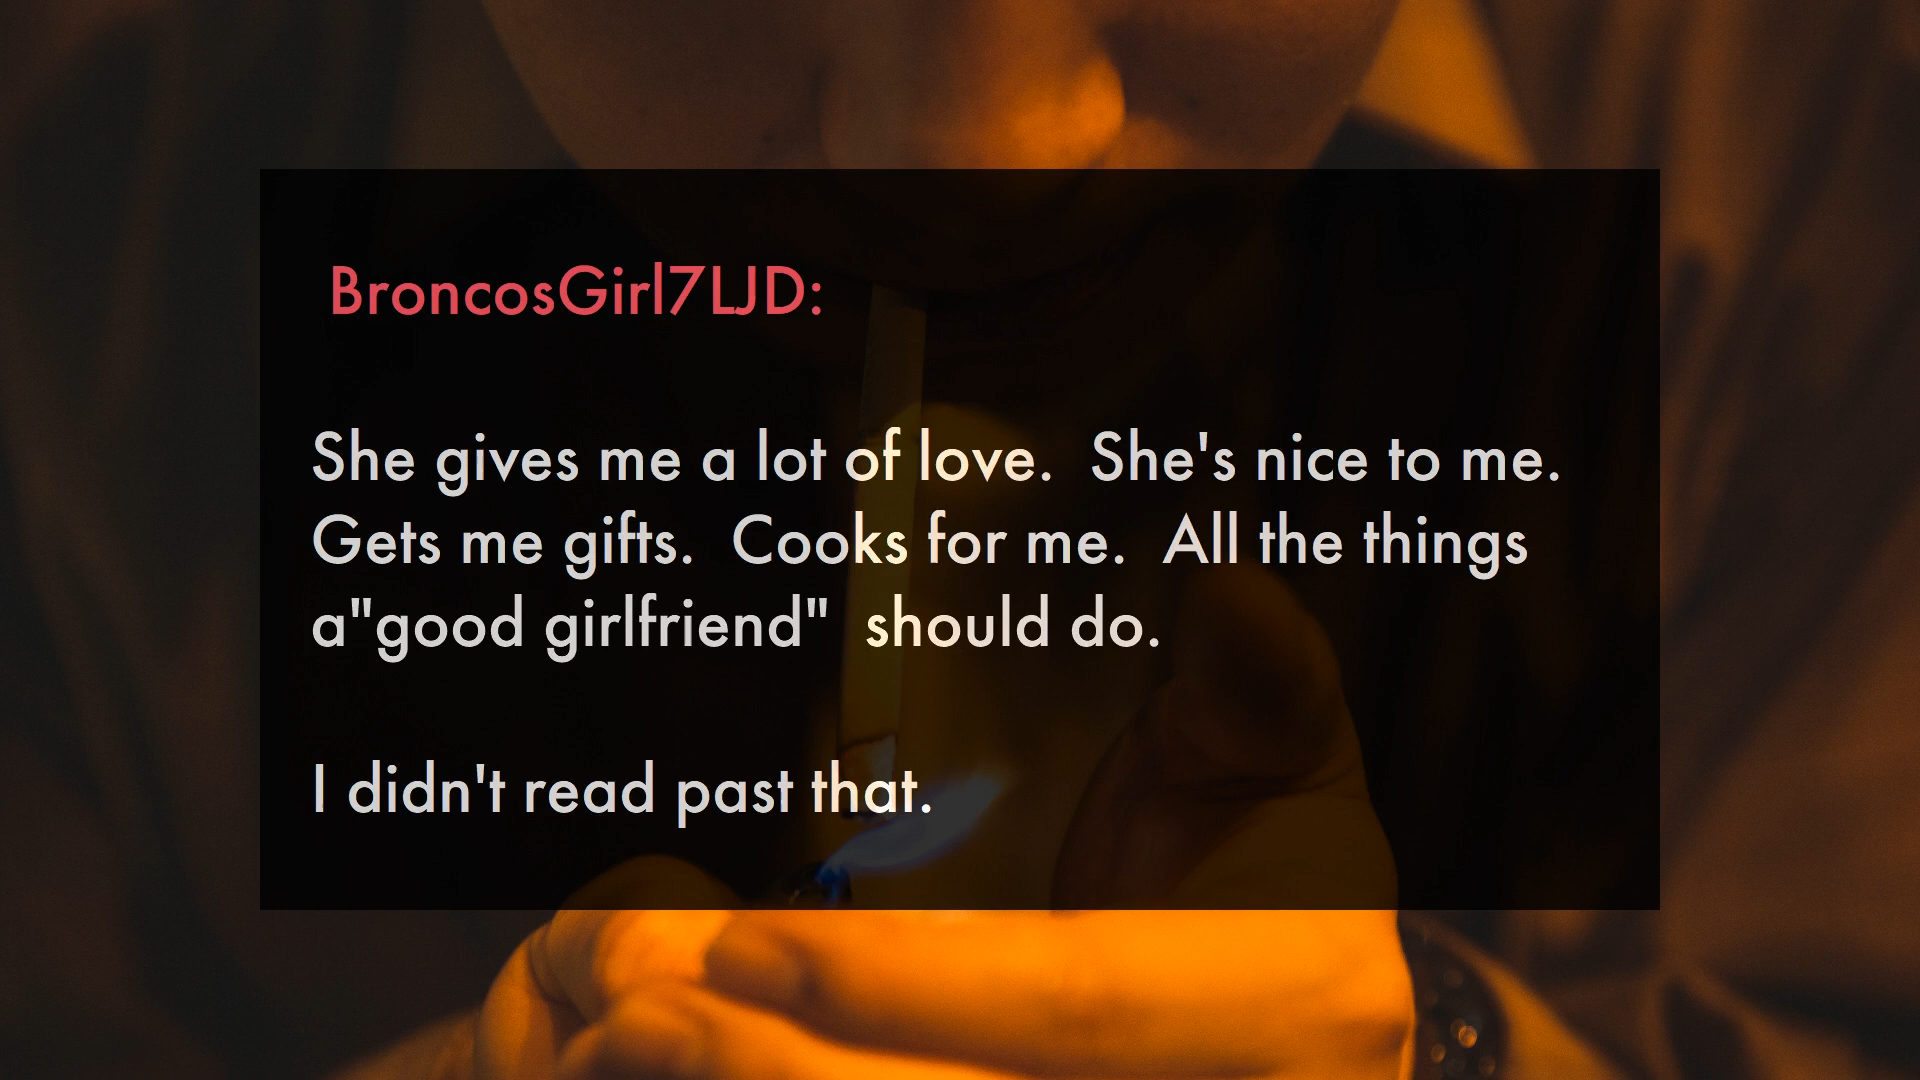 BroncosGirl7LJD:
She gives me a lot of love.  She's nice to me.
Gets me gifts.  Cooks for me.  All the things
a"good girlfriend"  should do.
I didn't read past that.